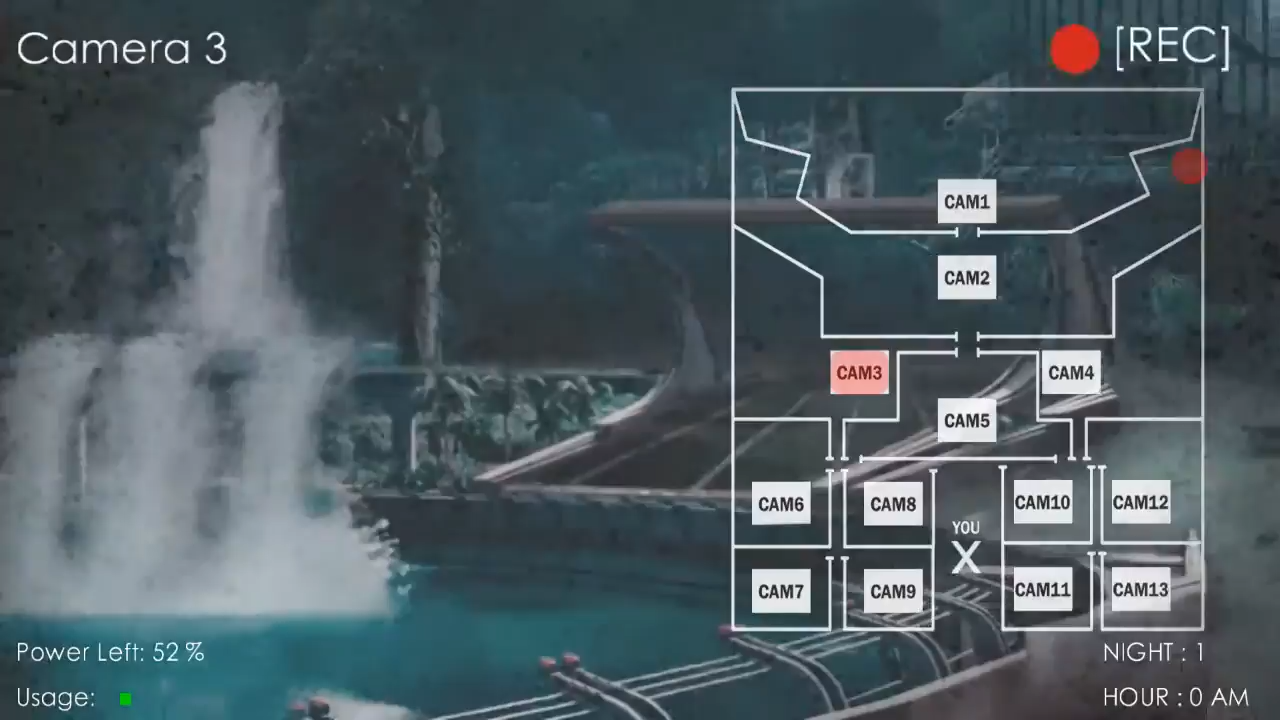 Camera 3
[REC]
CAM1
CAM2
CAM3
CAM4
CAM5
CAM6
CAM8
CAM10
CAM12
YOU
X
CAM7
CAM9
CAM11
CAM13
Power Left: 52 %
NIGHT : 1
Usage:
HOUR : 0 AM